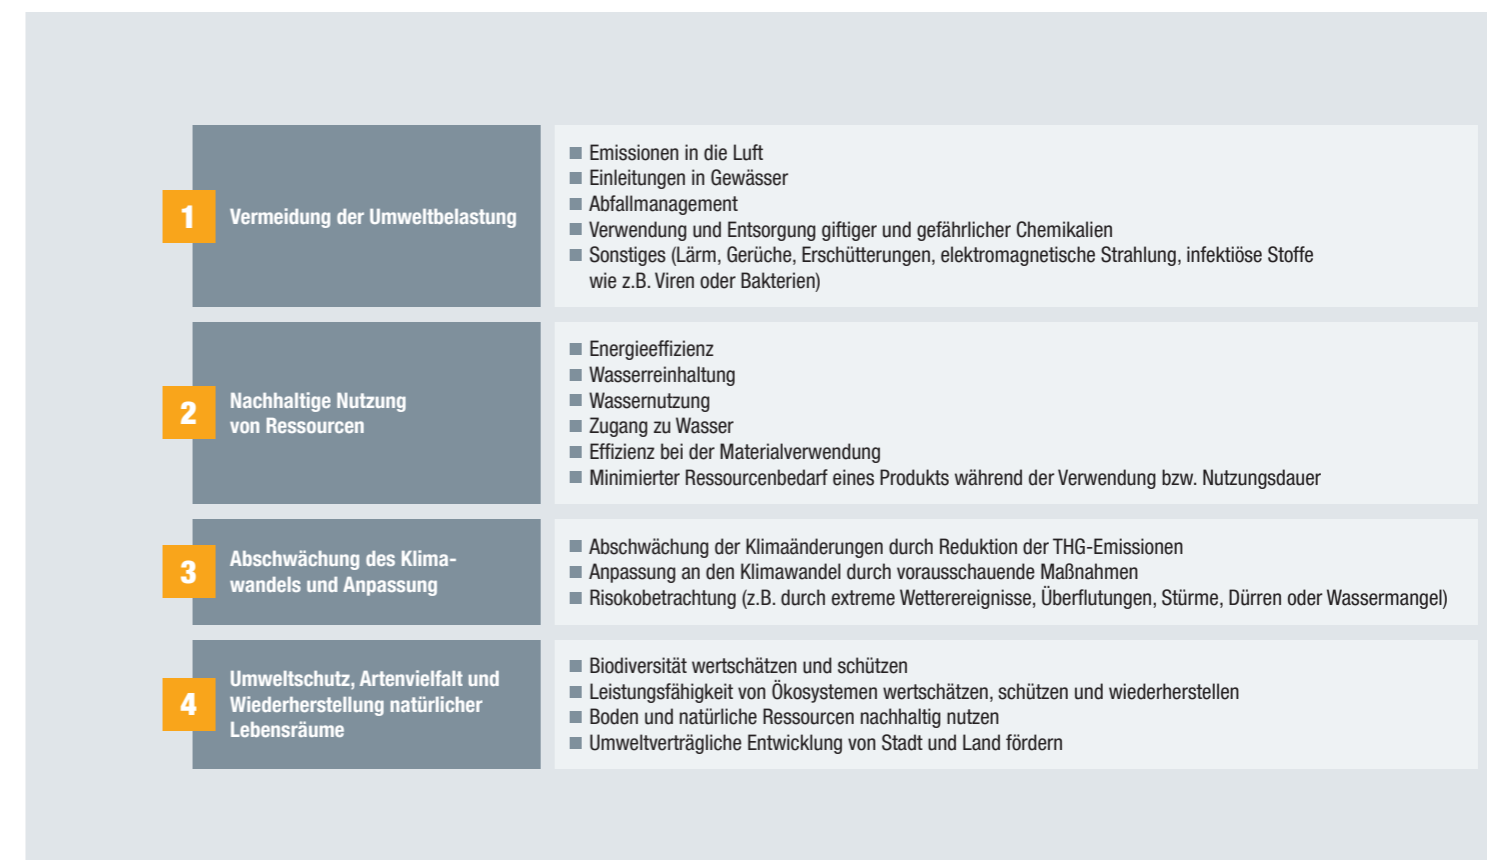 1
Vermeidung der Umweltbelastung
■ Emissionen in die Luft
■ Einleitungen in Gewässer
■ Abfallmanagement
■ Verwendung und Entsorgung giftiger und gefährlicher Chemikalien
■ Sonstiges (Lärm, Gerüche, Erschütterungen, elektromagnetische Strahlung, infektiöse Stoffe
wie z.B. Viren oder Bakterien)
2
Nachhaltige Nutzung
von Ressourcen
■ Energieeffizienz
■ Wasserreinhaltung
■ Wassernutzung
■ Zugang zu Wasser
■ Effizienz bei der Materialverwendung
■ Minimierter Ressourcenbedarf eines Produkts während der Verwendung bzw. Nutzungsdauer
3
Abschwächung des Klima-
wandels und Anpassung
■ Abschwächung der Klimaänderungen durch Reduktion der THG-Emissionen
■ Anpassung an den Klimawandel durch vorausschauende Maßnahmen
■ Risokobetrachtung (z.B. durch extreme Wetterereignisse, Überflutungen, Stürme, Dürren oder Wassermangel)
4
Umweltschutz, Artenvielfalt und
Wiederherstellung natürlicher
Lebensräume
■ Biodiversität wertschätzen und schützen
■ Leistungsfähigkeit von Ökosystemen wertschätzen, schützen und wiederherstellen
■ Boden und natürliche Ressourcen nachhaltig nutzen
■ Umweltverträgliche Entwicklung von Stadt und Land fördern